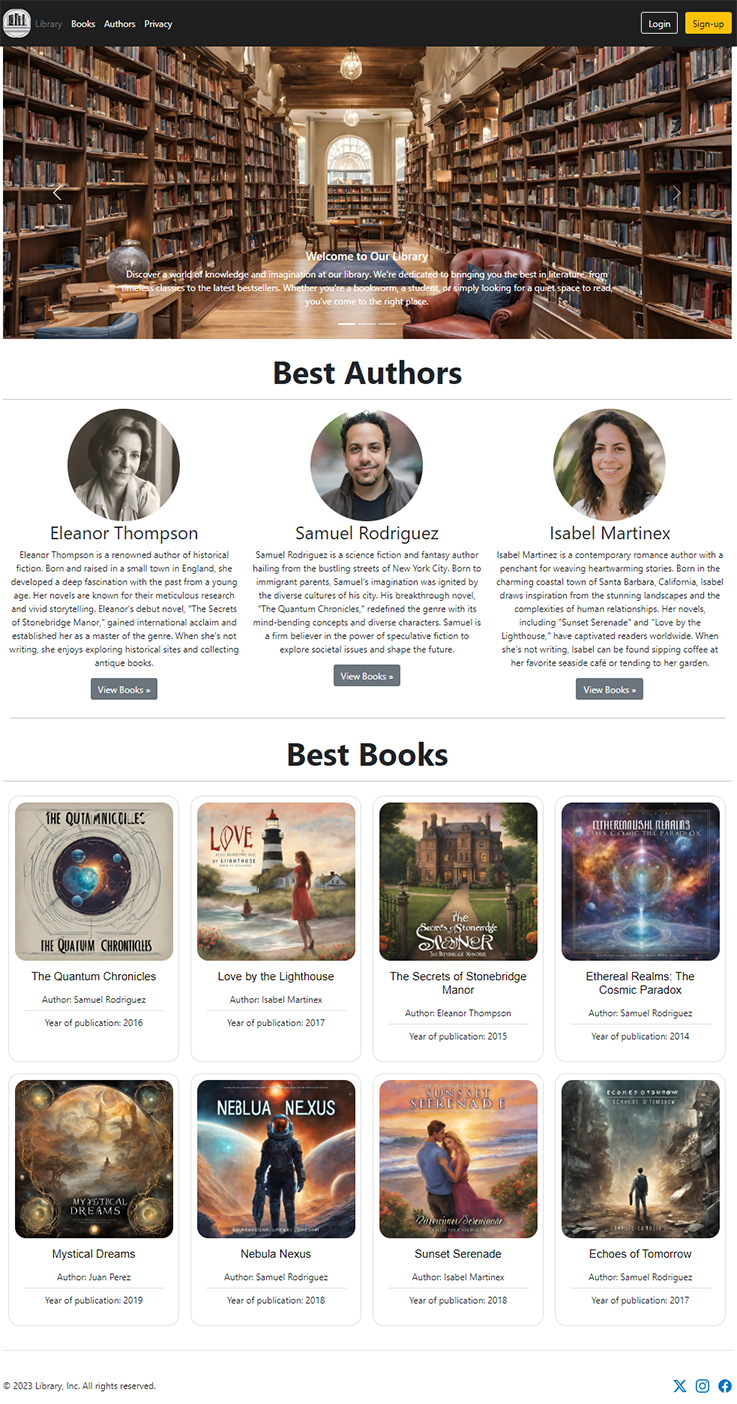 Library Books Authors Privacy Login Sign-up
Welcome to Our Library
Discover a world of knowledge and imagination at our library. We're dedicated to bringing you the best in literature, from
timeless classics to the latest bestsellers. Whether you're a bookworm, a student, or simply looking for a quiet space to read,
you've come to the right place.
Best Authors
Eleanor Thompson
Eleanor Thompson is a renowned author of historical
fiction. Born and raised in a small town in England, she
developed a deep fascination with the past from a young
age. Her novels are known for their meticulous research
and vivid storytelling. Eleanor's debut novel, "The Secrets
of Stonebridge Manor," gained international acclaim and
established her as a master of the genre. When she's not
writing, she enjoys exploring historical sites and collecting
antique books.
View Books »
Samuel Rodriguez
Samuel Rodriguez is a science fiction and fantasy author
hailing from the bustling streets of New York City. Born to
immigrant parents, Samuel's imagination was ignited by
the diverse cultures of his city. His breakthrough novel,
"The Quantum Chronicles," redefined the genre with its
mind-bending concepts and diverse characters. Samuel is
a firm believer in the power of speculative fiction to
explore societal issues and shape the future.
View Books »
Isabel Martinex
Isabel Martinez is a contemporary romance author with a
penchant for weaving heartwarming stories. Born in the
charming coastal town of Santa Barbara, California, Isabel
draws inspiration from the stunning landscapes and the
complexities of human relationships. Her novels,
including "Sunset Serenade" and "Love by the
Lighthouse," have captivated readers worldwide. When
she's not writing, Isabel can be found sipping coffee at
her favorite seaside café or tending to her garden.
View Books »
Best Books
THE QUTAMNICOLLES
THE QUATUIM CHRONTICLES
The Quantum Chronicles
Author: Samuel Rodriguez
Year of publication: 2016
LOVE
Love by the Lighthouse
Author: Isabel Martinex
Year of publication: 2017
The
Secrets of Stonerdge
The Secrets of Stonebridge
Manor
Author: Eleanor Thompson
Year of publication: 2015
Ethereal Realms: The
Cosmic Paradox
Author: Samuel Rodriguez
Year of publication: 2014
MY YSTICAL
DREAMS
Mystical Dreams
Author: Juan Perez
Year of publication: 2019
NEBLUA NEXUS
Nebula Nexus
Author: Samuel Rodriguez
Year of publication: 2018
SUNSSET
SEERENADE
Sunset Serenade
Author: Isabel Martinex
Year of publication: 2018
Echoes of Tomorrow
Author: Samuel Rodriguez
Year of publication: 2017
© 2023 Library, Inc. All rights reserved.